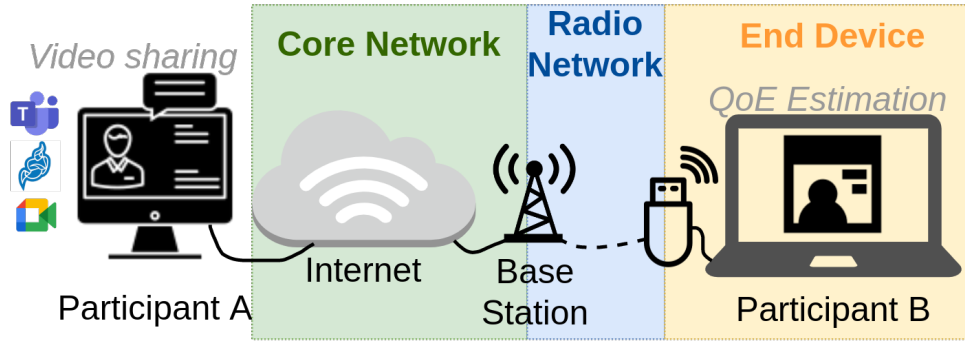 Video sharing
T
Participant A
Core Network
Internet
Base
Station
Radio
Network
End Device
QoE Estimation
Participant B